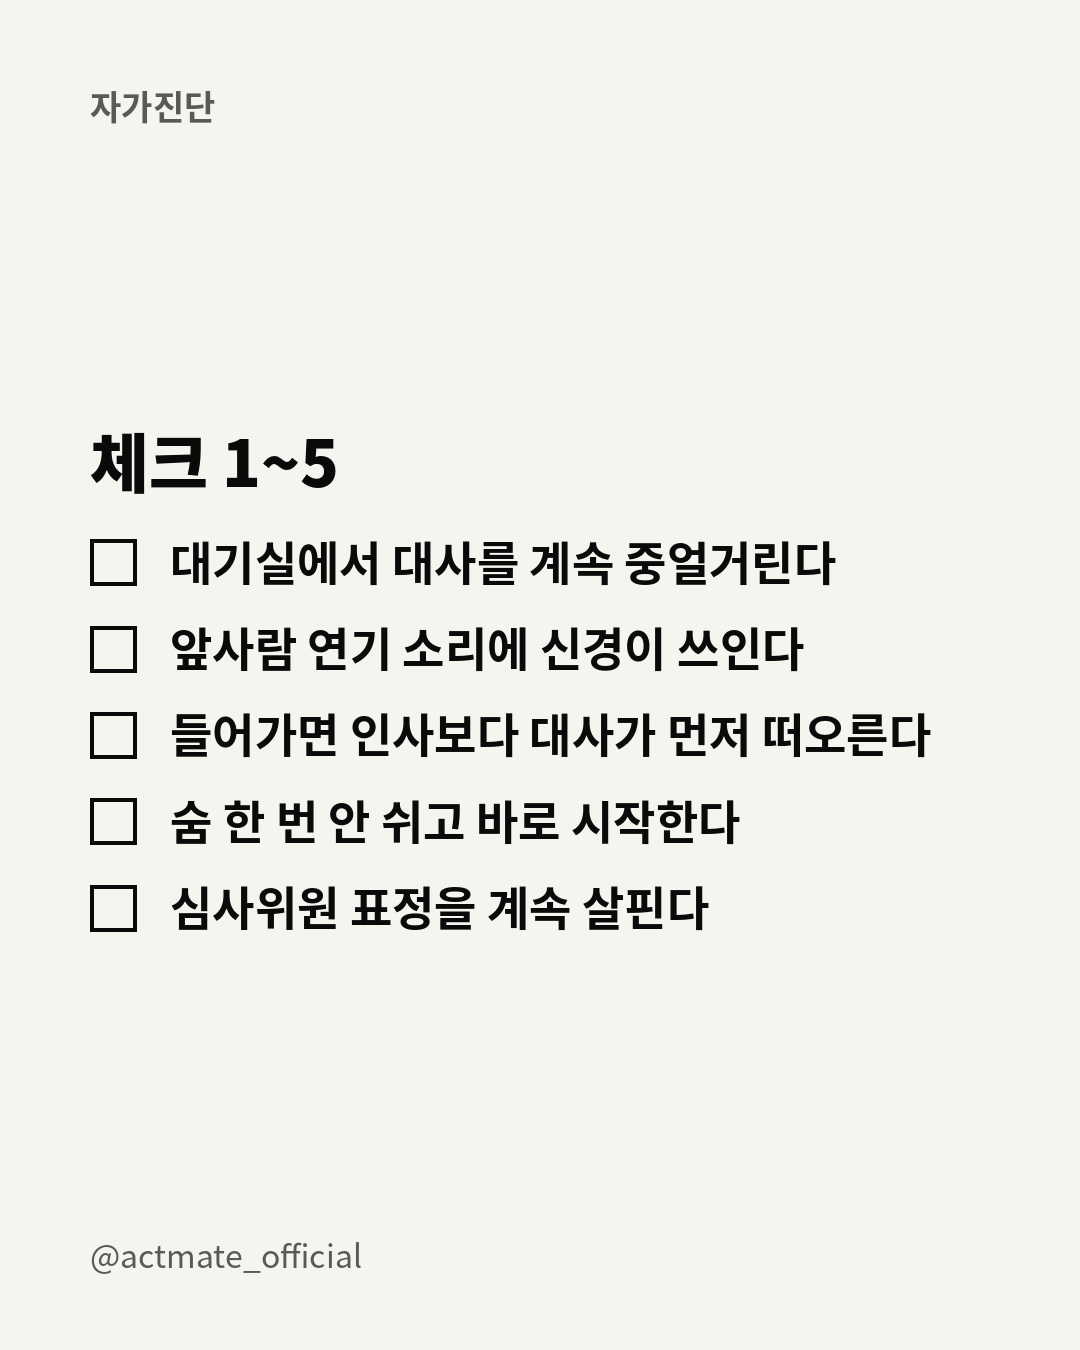 자가진단
체크 1~5
대기실에서 대사를 계속 중얼거린다
앞사람 연기 소리에 신경이 쓰인다
들어가면 인사보다 대사가 먼저 떠오른다
숨 한 번 안 쉬고 바로 시작한다
심사위원 표정을 계속 살핀다
@actmate_official